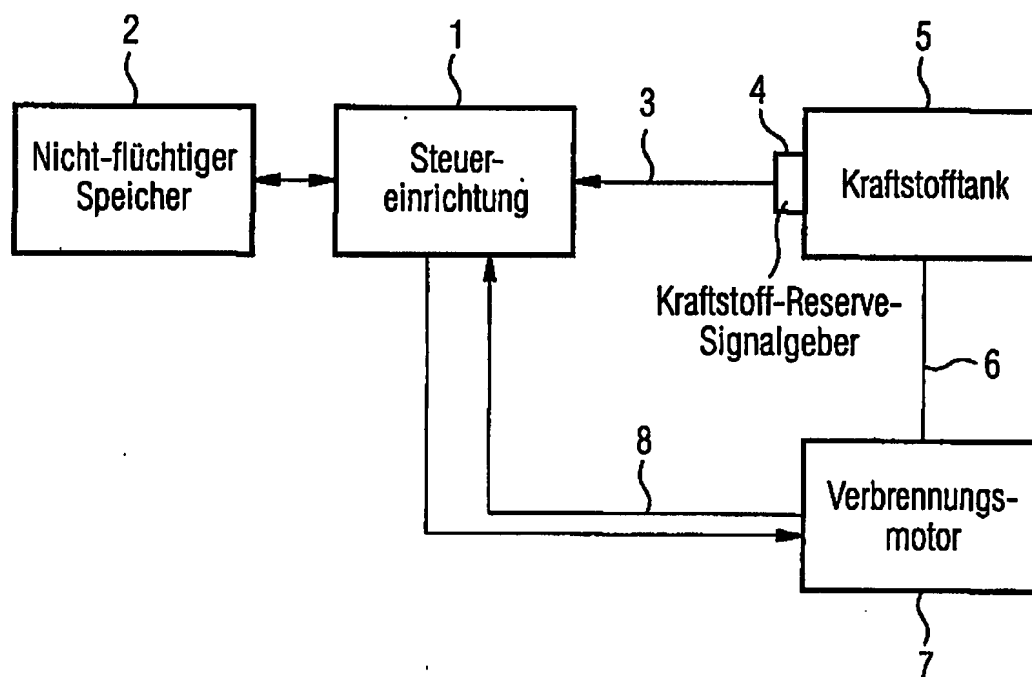 2
1
5
4
3
Nicht-flüchtiger
Speicher
Steuer-
einrichtung
Kraftstofftank
Kraftstoff-Reserve-
Signalgeber
6
8
Verbrennungs-
motor
7